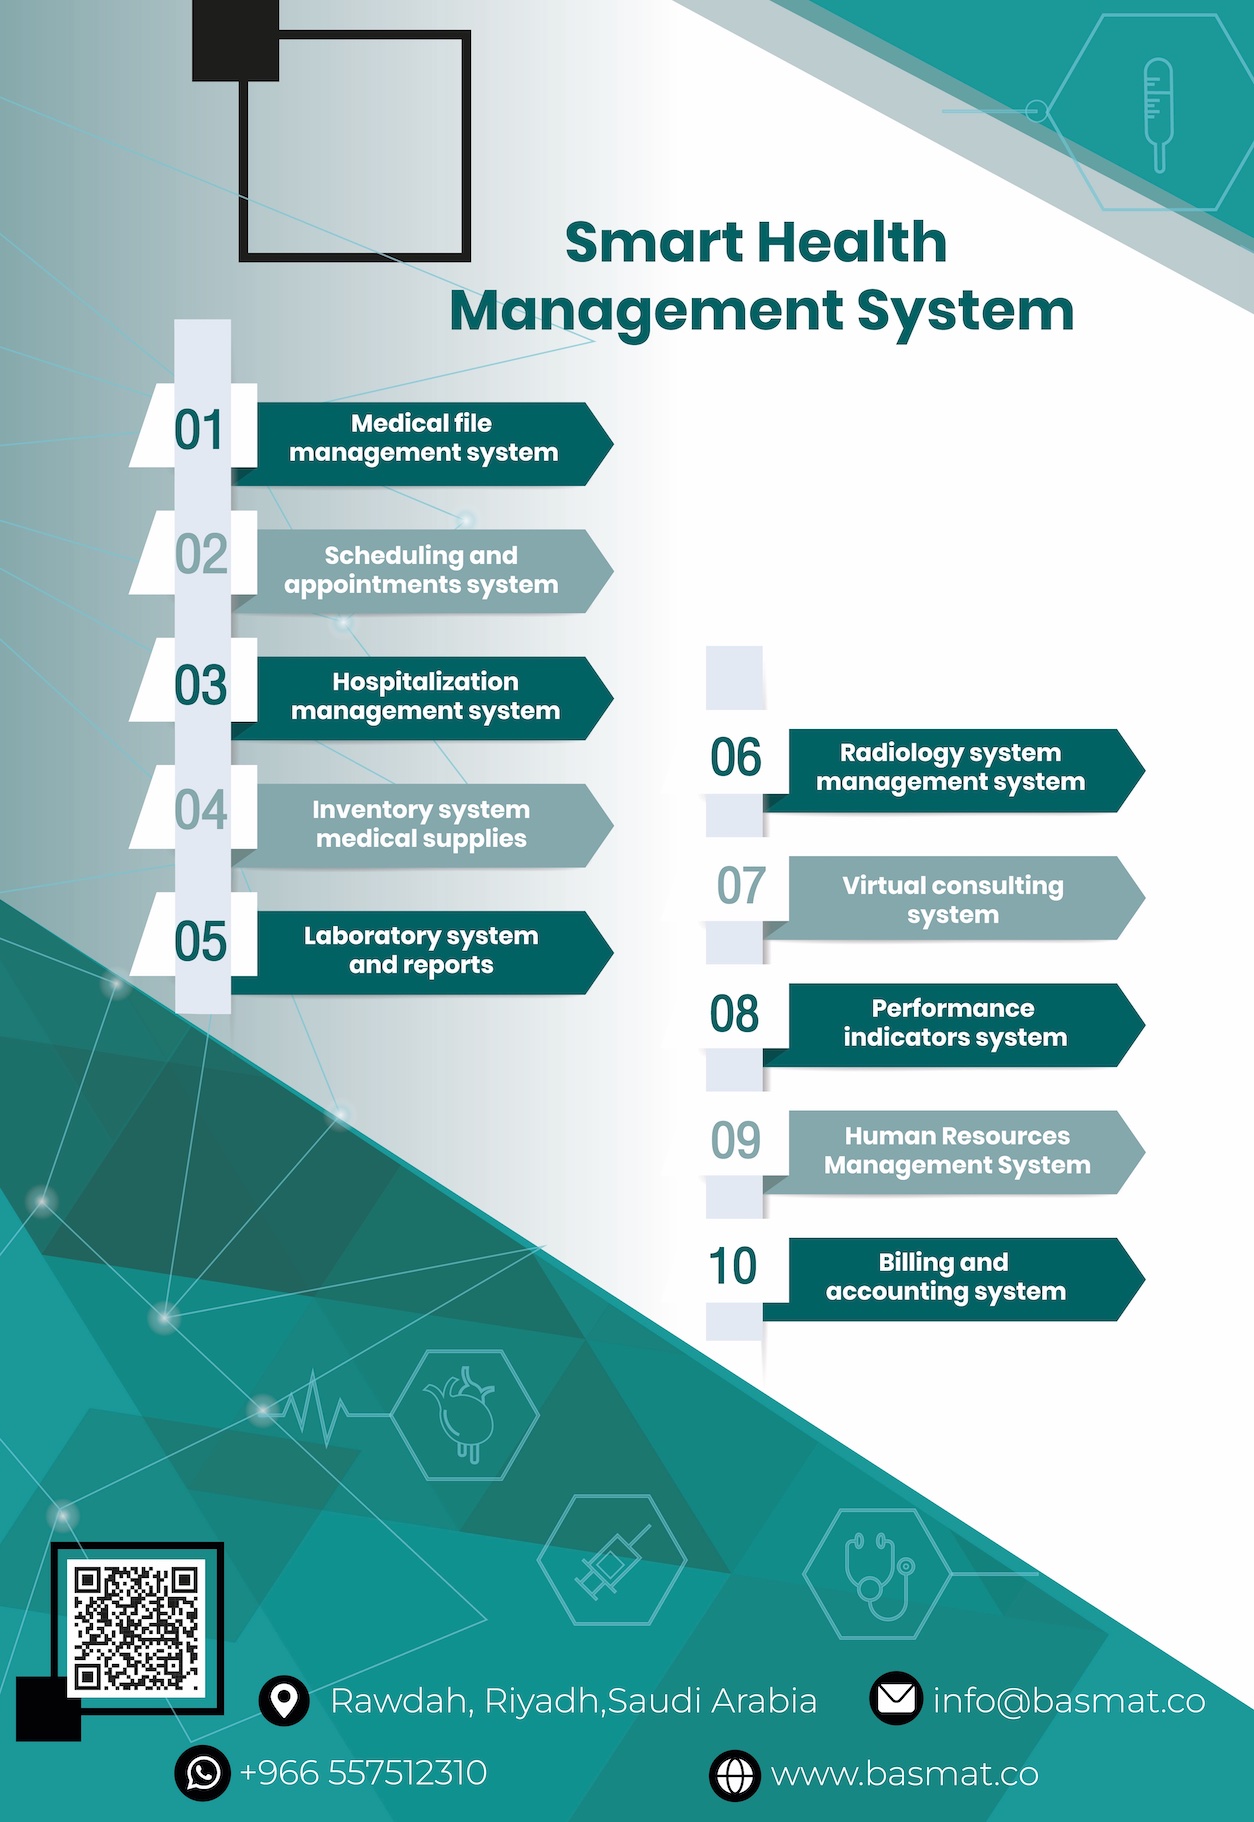 Smart Health
Management System
01
Medical file
management system
02
Scheduling and
appointments system
03
Hospitalization
management system
04
Inventory system
medical supplies
05
Laboratory system
and reports
06
Radiology system
management system
07
Virtual consulting
system
08
Performance
indicators system
09
Human Resources
Management System
10
Billing and
accounting system
Rawdah, Riyadh,Saudi Arabia
info@basmat.co
+966 557512310
www.basmat.co